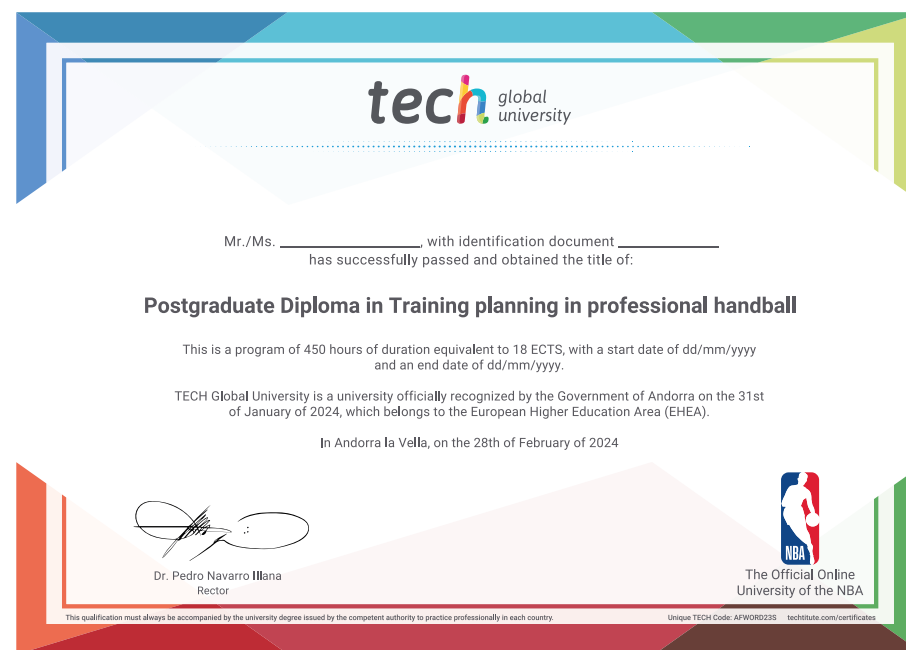 tech global university
Mr./Ms. ____________________, with identification document ______________
has successfully passed and obtained the title of:
Postgraduate Diploma in Training planning in professional handball
This is a program of 450 hours of duration equivalent to 18 ECTS, with a start date of dd/mm/yyyy
and an end date of dd/mm/yyyy.
TECH Global University is a university officially recognized by the Government of Andorra on the 31st
of January of 2024, which belongs to the European Higher Education Area (EHEA).
In Andorra la Vella, on the 28th of February of 2024
NBA
Dr. Pedro Navarro Illana
Rector
The Official Online
University of the NBA
This qualification must always be accompanied by the university degree issued by the competent authority to practice professionally in each country.
Unique TECH Code: AFWORD23S techtitute.com/certificates